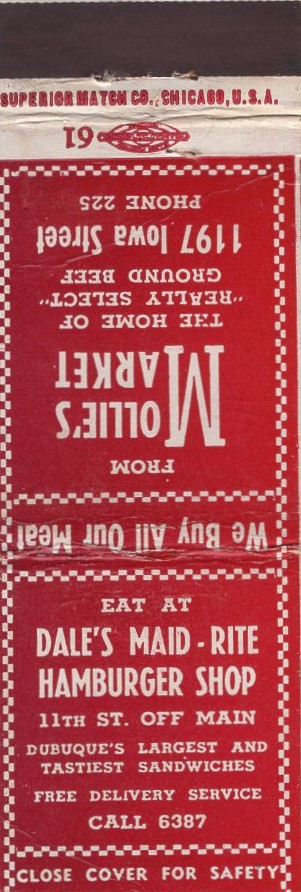 SUPERIOR MATCH CO., CHICAGO, U.S.A.
We Buy All Our Meat
FROM
MOLLIE'S
MARKET
THE HOME OF
"REALLY SELECT"
GROUND BEEF
1197 Iowa Street
PHONE 225
EAT AT
DALE'S MAID-RITE
HAMBURGER SHOP
11TH ST. OFF MAIN
DUBUQUE'S LARGEST AND
TASTIEST SANDWICHES
FREE DELIVERY SERVICE
CALL 6387
CLOSE COVER FOR SAFETY